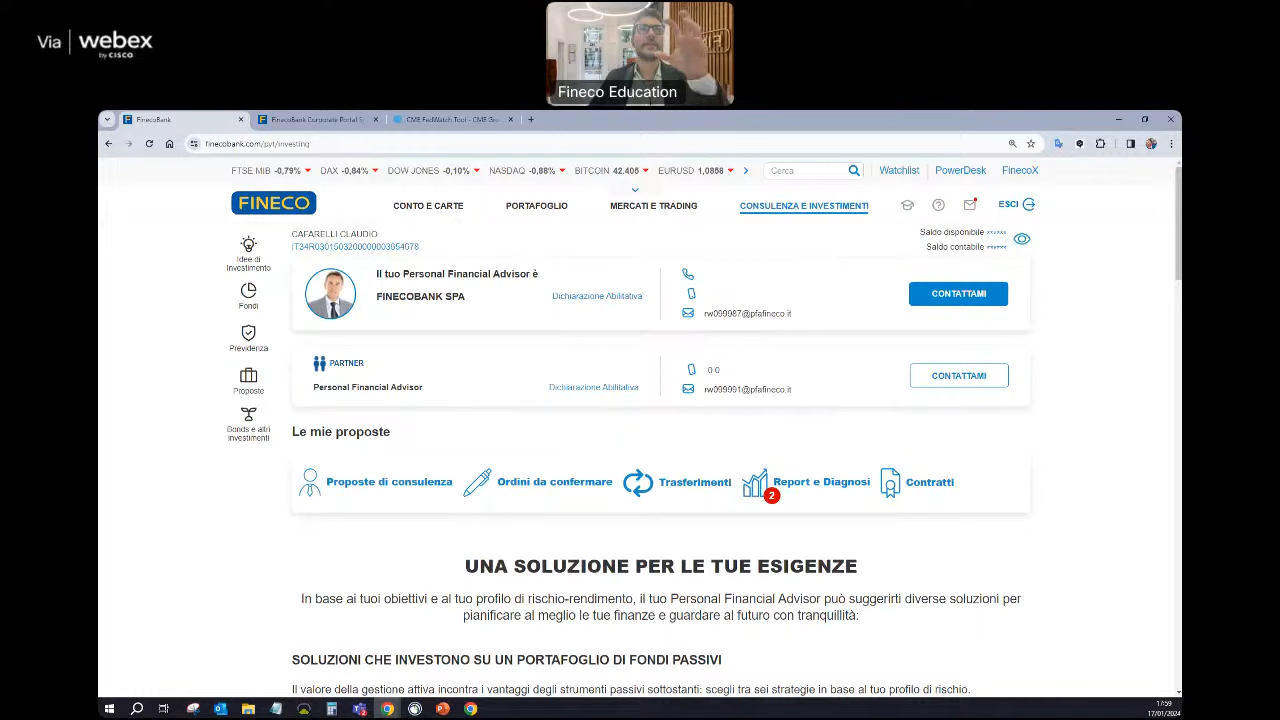 Via webex
by CISCO
Fineco Education
FinecoBank
FinecoBank Corporate Portal
CME FedWatch Tool - CME Gro
finecobank.com/pvt/investing
FTSE MIB -0,79% DAX -0,84% DOW JONES -0,10% NASDAQ -0,88% BITCOIN 42.405 EURUSD 1,0858
Cerca
Watchlist
PowerDesk
FinecoX
FINECO
CONTO E CARTE
PORTAFOGLIO
MERCATI E TRADING
CONSULENZA E INVESTIMENTI
ESCI
CAFARELLI CLAUDIO
IT34R0301503200000003654078
Saldo disponibile ******
Saldo contabile ******
Idee di
Investimento
Fondi
Previdenza
Proposte
Bonds e altri
investimenti
Il tuo Personal Financial Advisor è
FINECOBANK SPA
Dichiarazione Abilitativa
rw099987@pfafineco.it
CONTATTAMI
PARTNER
Personal Financial Advisor
Dichiarazione Abilitativa
0 0
rw099991@pfafineco.it
CONTATTAMI
Le mie proposte
Proposte di consulenza
Ordini da confermare
Trasferimenti
2
Report e Diagnosi
Contratti
UNA SOLUZIONE PER LE TUE ESIGENZE
In base ai tuoi obiettivi e al tuo profilo di rischio-rendimento, il tuo Personal Financial Advisor può suggerirti diverse soluzioni per
pianificare al meglio le tue finanze e guardare al futuro con tranquillità:
SOLUZIONI CHE INVESTONO SU UN PORTAFOGLIO DI FONDI PASSIVI
Il valore della gestione attiva incontra i vantaggi degli strumenti passivi sottostanti: scegli tra sei strategie in base al tuo profilo di rischio.
17:59
17/01/2024